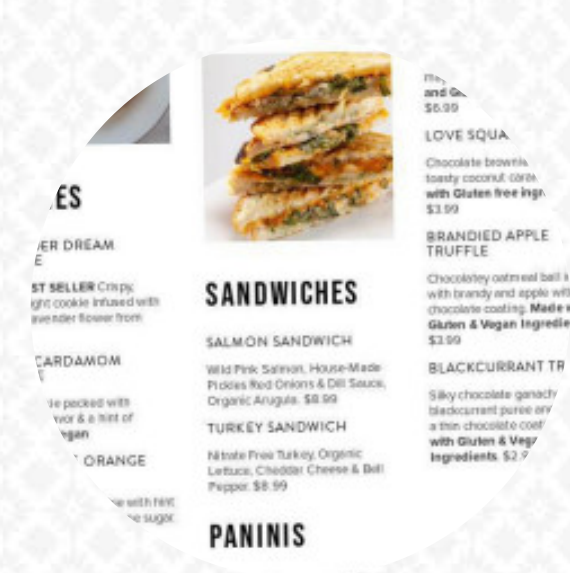 ES
ER DREAM
E
ST SELLER Crispy,
ght cookie infused with
avender flower from
CARDAMOM
le packed with
vor & a hint of
egan
ORANGE
e with hint
e sugar.
SANDWICHES
SALMON SANDWICH
Wild Pink Salmon, House-Made
Pickles Red Onions & Dill Sauce,
Organic Arugula. $8.99
TURKEY SANDWICH
Nitrate Free Turkey, Organic
Lettuce, Cheddar Cheese & Bell
Pepper. $8.99
PANINIS
and G
$6.99
LOVE SQUA
Chocolate brownie
toasty coconut cara
with Gluten free ingr
$3.99
BRANDIED APPLE
TRUFFLE
Chocolatey oatmeal ball
with brandy and apple wit
chocolate coating. Made
Gluten & Vegan Ingredie
$3.99
BLACKCURRANT TR
Silky chocolate ganach
blackcurrant puree an
a thin chocolate coat
with Gluten & Vega
Ingredients. $2.9